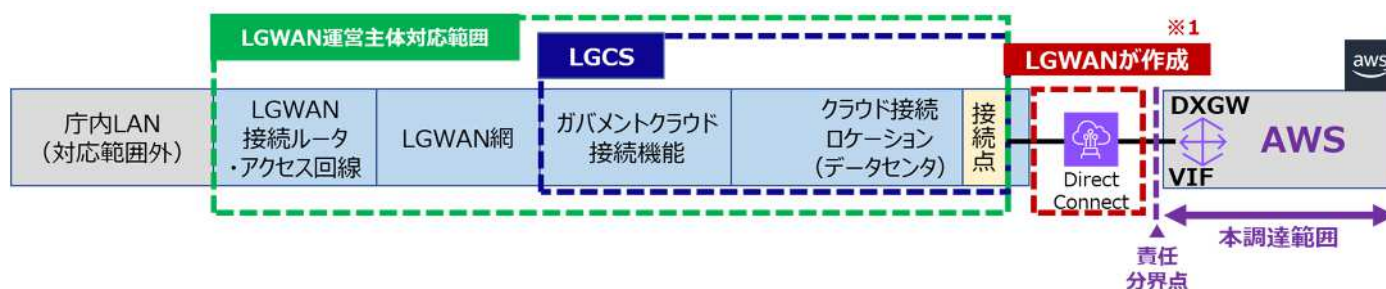 ※1
LGWAN運営主体対応範囲
LGCS
LGWANが作成
aws
庁内LAN
(対応範囲外)
LGWAN
接続ルータ
・アクセス回線
LGWAN網
ガバメントクラウド
接続機能
クラウド接続
ロケーション
(データセンタ)
接続点
Direct
Connect
DXGW
VIF
AWS
本調達範囲
責任
分界点